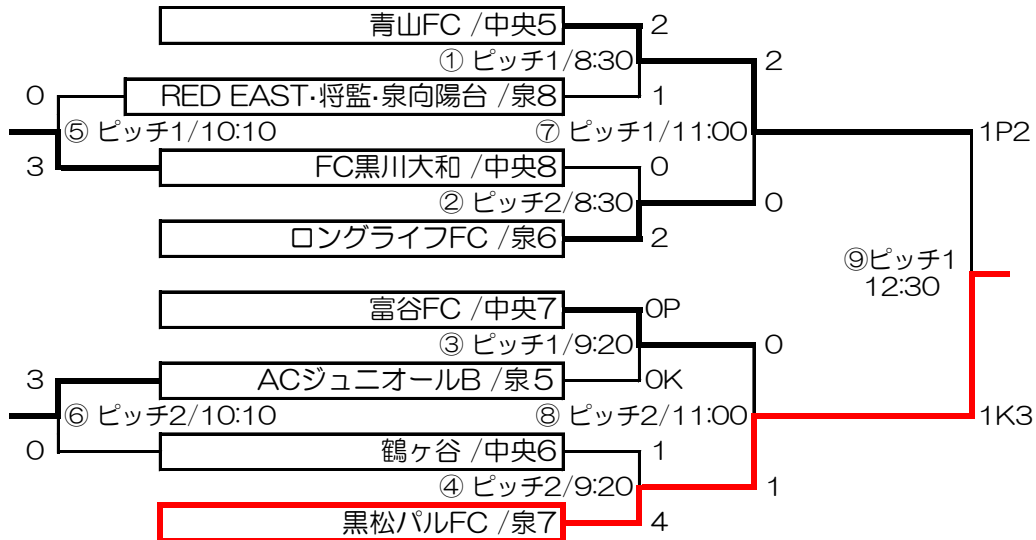 青山FC /中央5 2
① ピッチ1/8:30 2
0 RED EAST・将監・泉向陽台 /泉8 1
⑤ ピッチ1/10:10 ⑦ ピッチ1/11:00 1P2
3 FC黒川大和 /中央8 0
② ピッチ2/8:30 0
ロングライフFC /泉6 2
⑨ピッチ1
12:30
富谷FC /中央7 0P
③ ピッチ1/9:20 0
3 ACジュニオールB /泉5 0K
⑥ ピッチ2/10:10 ⑧ ピッチ2/11:00 1K3
0 鶴ヶ谷 /中央6 1
④ ピッチ2/9:20 1
黒松パルFC /泉7 4